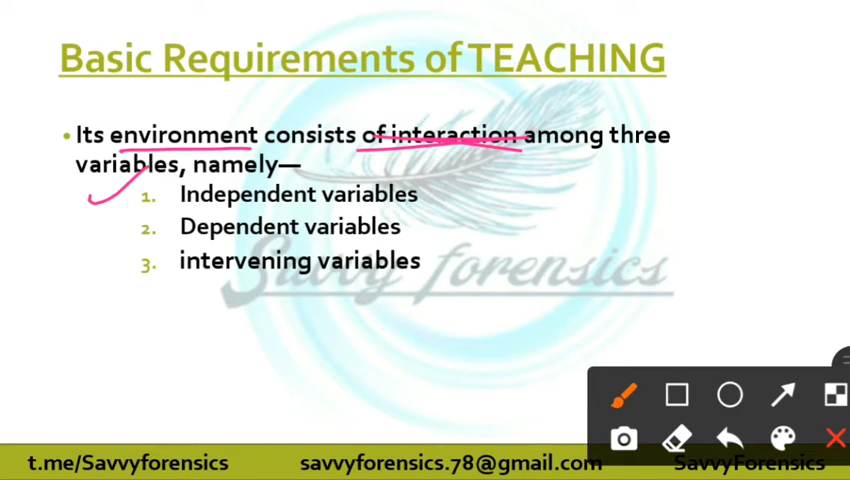 Basic Requirements of TEACHING
• Its environment consists of interaction among three
variables, namely—
1. Independent variables
2. Dependent variables
3. intervening variables
Savvy forensics
t.me/Savvyforensics savvyforensics.78@gmail.com SavvyForensics